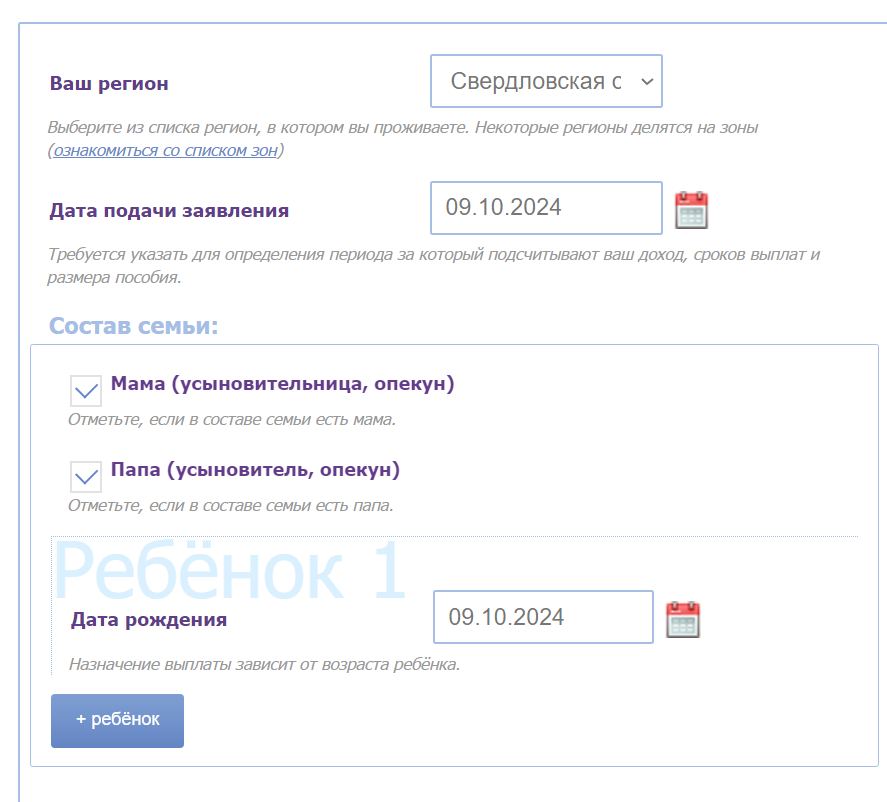 Ваш регион
Свердловская о
Выберите из списка регион, в котором вы проживаете. Некоторые регионы делятся на зоны
(ознакомиться со списком зон)
Дата подачи заявления
09.10.2024
Требуется указать для определения периода за который подсчитывают ваш доход, сроков выплат и
размера пособия.
Состав семьи:
Мама (усыновительница, опекун)
Отметьте, если в составе семьи есть мама.
Папа (усыновитель, опекун)
Отметьте, если в составе семьи есть папа.
Ребёнок 1
Дата рождения
09.10.2024
Назначение выплаты зависит от возраста ребёнка.
+ ребёнок